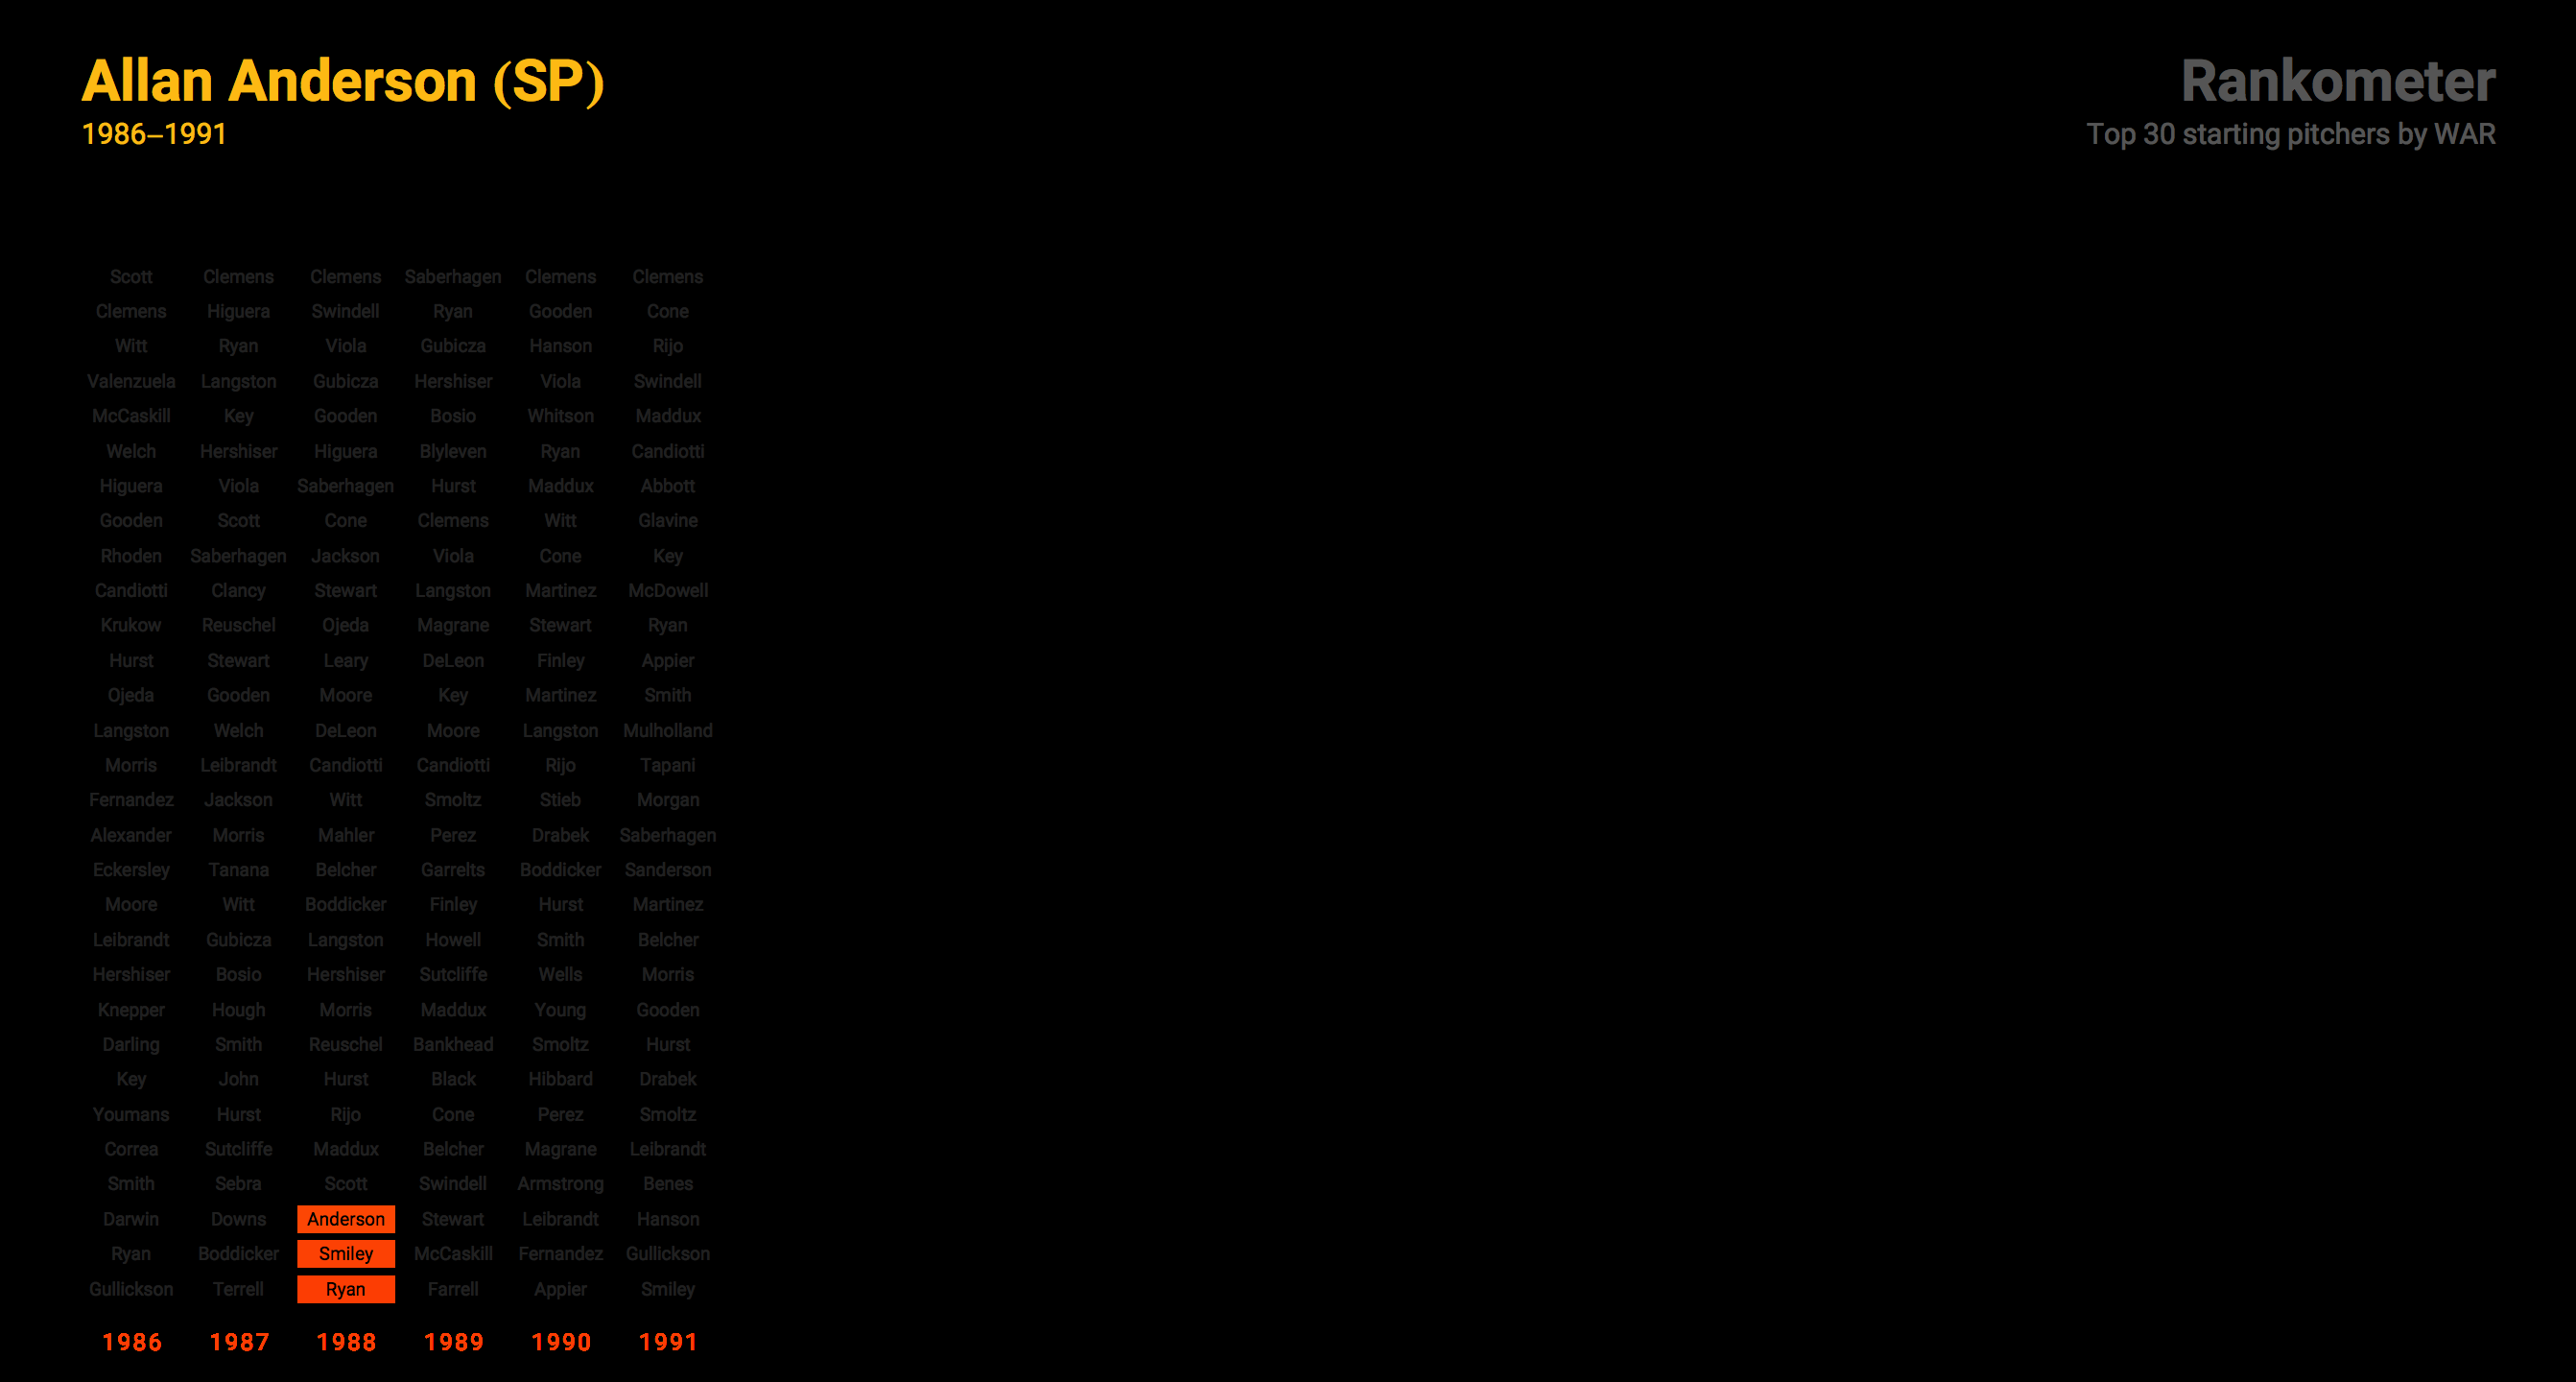 Allan Anderson (SP)
1986–1991
Rankometer
Top 30 starting pitchers by WAR
Scott Clemens Clemens Saberhagen Clemens Clemens
Clemens Higuera Swindell Ryan Gooden Cone
Witt Ryan Viola Gubicza Hanson Rijo
Valenzuela Langston Gubicza Hershiser Viola Swindell
McCaskill Key Gooden Bosio Whitson Maddux
Welch Hershiser Higuera Blyleven Ryan Candiotti
Higuera Viola Saberhagen Hurst Maddux Abbott
Gooden Scott Cone Clemens Witt Glavine
Rhoden Saberhagen Jackson Viola Cone Key
Candiotti Clancy Stewart Langston Martinez McDowell
Krukow Reuschel Ojeda Magrane Stewart Ryan
Hurst Stewart Leary DeLeon Finley Appier
Ojeda Gooden Moore Key Martinez Smith
Langston Welch DeLeon Moore Langston Mulholland
Morris Leibrandt Candiotti Candiotti Rijo Tapani
Fernandez Jackson Witt Smoltz Stieb Morgan
Alexander Morris Mahler Perez Drabek Saberhagen
Eckersley Tanana Belcher Garrelts Boddicker Sanderson
Moore Witt Boddicker Finley Hurst Martinez
Leibrandt Gubicza Langston Howell Smith Belcher
Hershiser Bosio Hershiser Sutcliffe Wells Morris
Knepper Hough Morris Maddux Young Gooden
Darling Smith Reuschel Bankhead Smoltz Hurst
Key John Hurst Black Hibbard Drabek
Youmans Hurst Rijo Cone Perez Smoltz
Correa Sutcliffe Maddux Belcher Magrane Leibrandt
Smith Sebra Scott Swindell Armstrong Benes
Darwin Downs Anderson Stewart Leibrandt Hanson
Ryan Boddicker Smiley McCaskill Fernandez Gullickson
Gullickson Terrell Ryan Farrell Appier Smiley
1986 1987 1988 1989 1990 1991